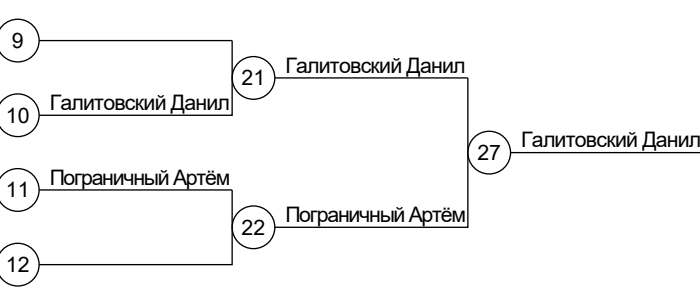 9
10 Галитовский Данил
21 Галитовский Данил
27 Галитовский Данил
11 Пограничный Артём
22 Пограничный Артём
12